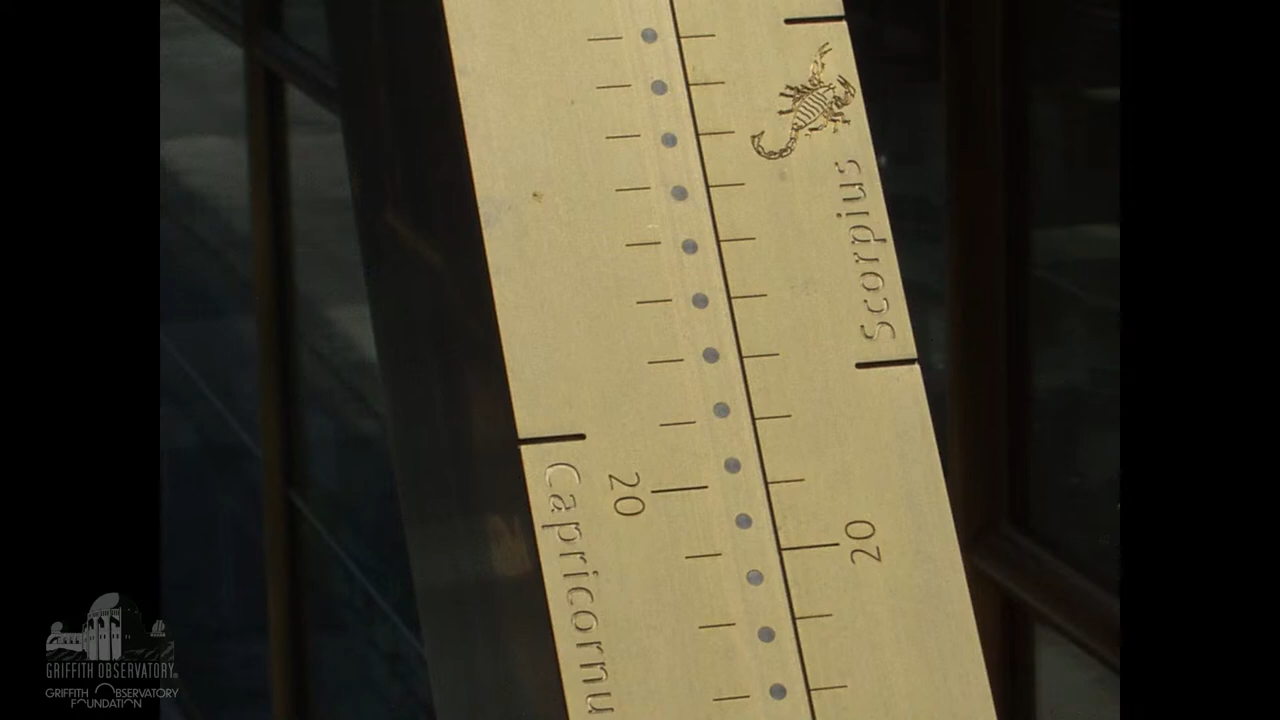 Scorpius
20
Capricornu
20
GRIFFITH OBSERVATORY
GRIFFITH OBSERVATORY
FOUNDATION